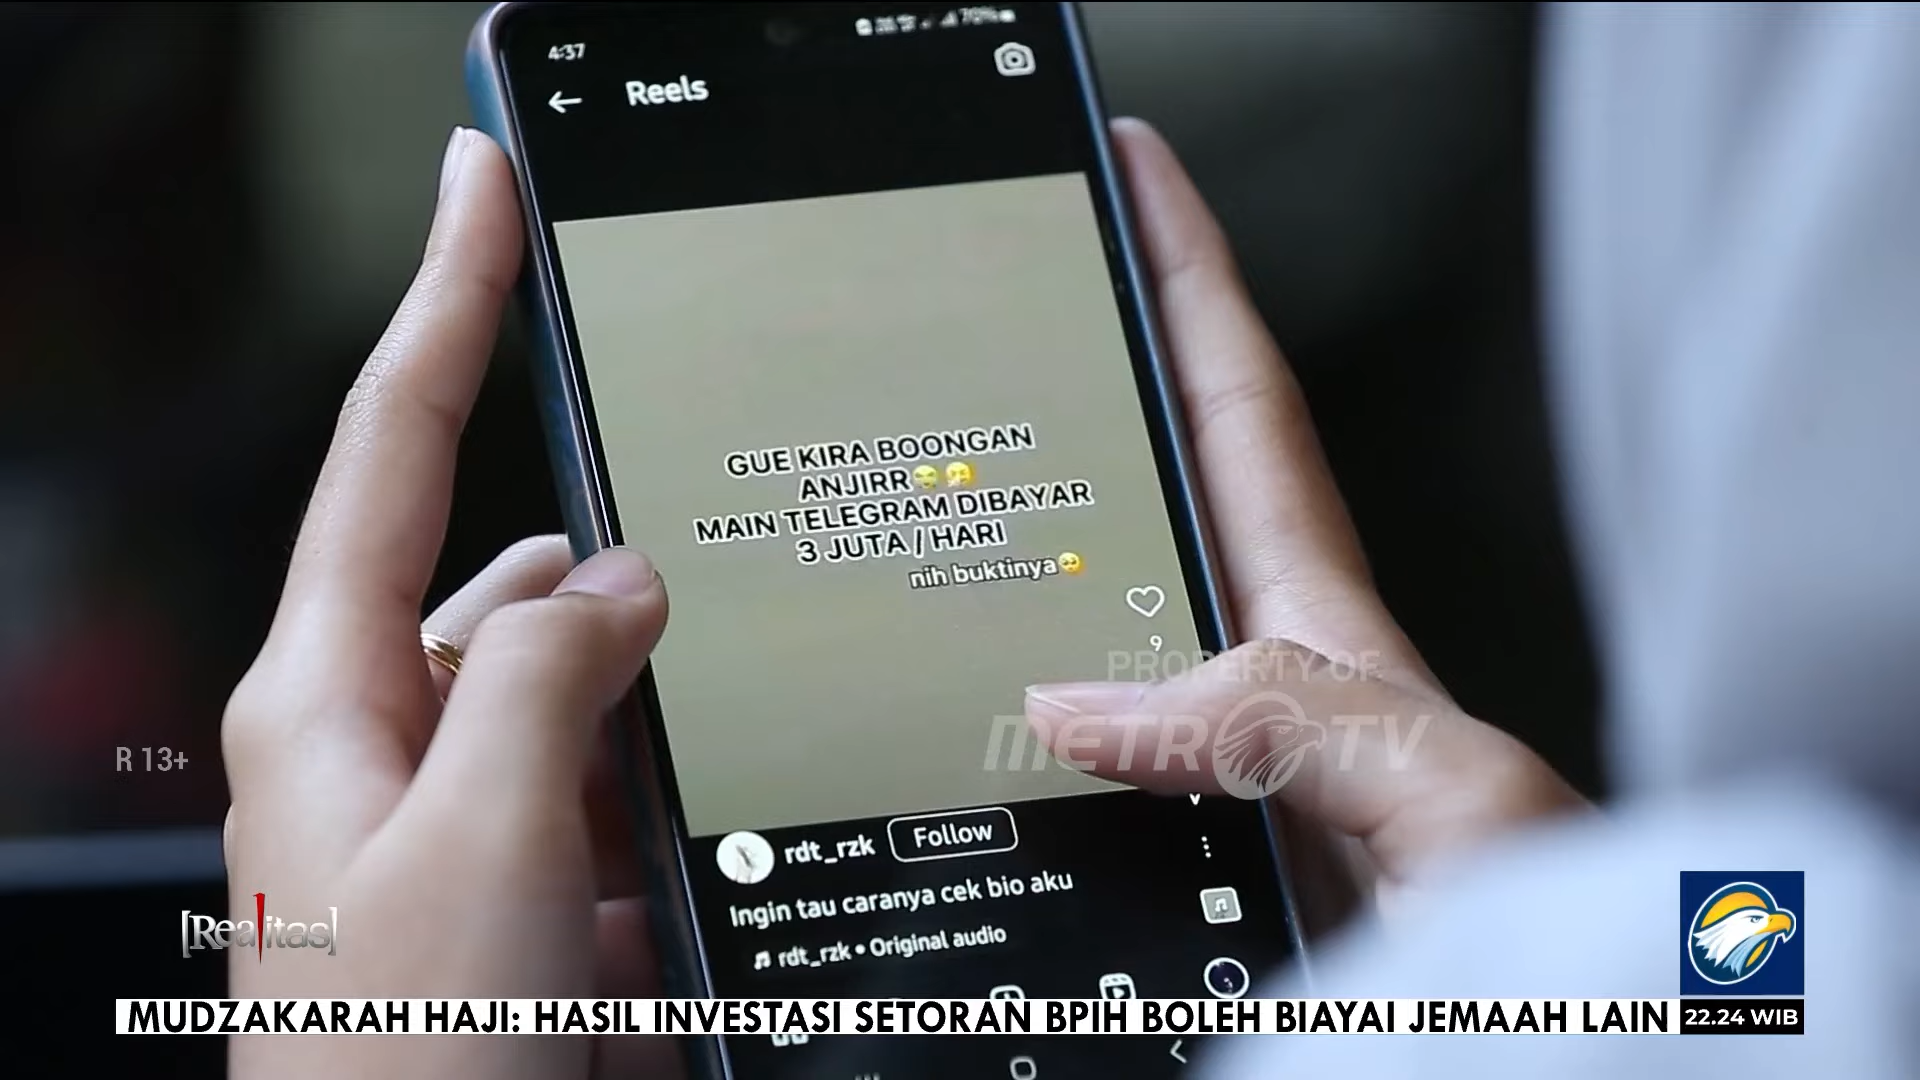 4:37
70%
Reels
GUE KIRA BOONGAN
ANJIRR
MAIN TELEGRAM DIBAYAR
3 JUTA / HARI
nih buktinya
9
PROPERTY OF
METRO TV
R 13+
rdt_rzk
Follow
Ingin tau caranya cek bio aku
rdt_rzk • Original audio
[Realitas]
MUDZAKARAH HAJI: HASIL INVESTASI SETORAN BPIH BOLEH BIAYAI JEMAAH LAIN
22.24 WIB